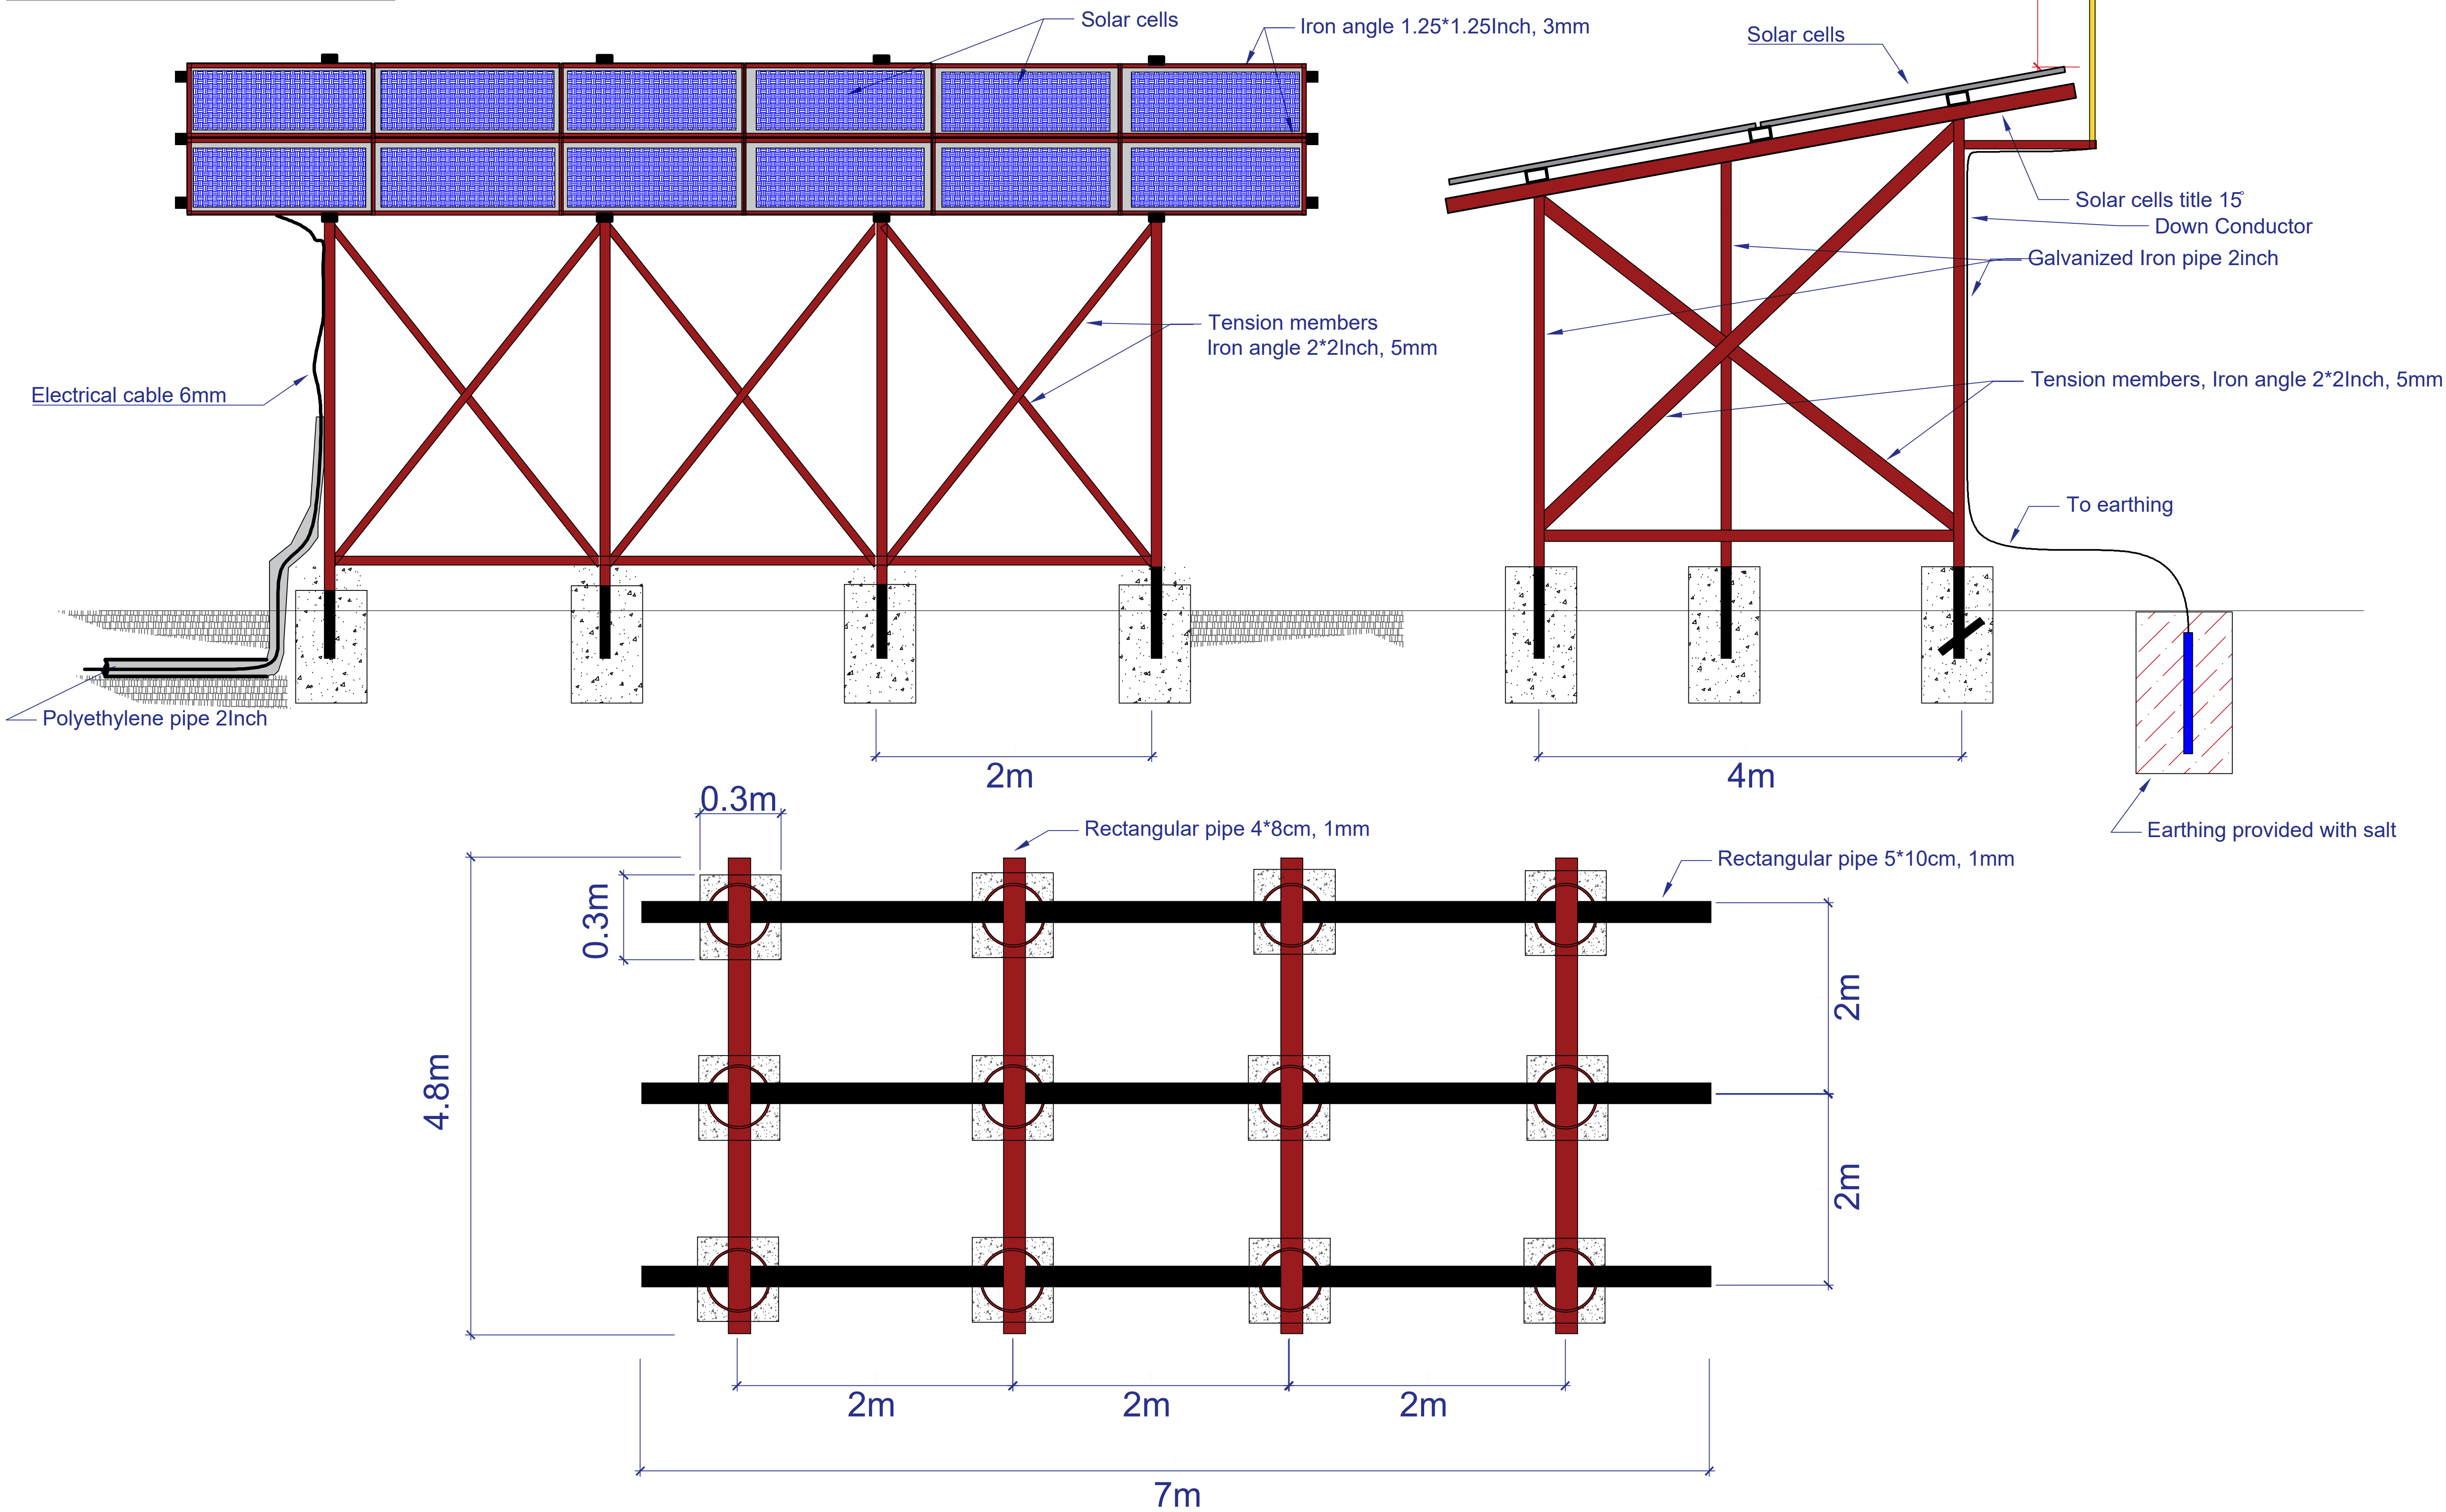 Solar cells
Iron angle 1.25*1.25Inch, 3mm
Solar cells
Solar cells title 15°
Down Conductor
Galvanized Iron pipe 2inch
Tension members
Iron angle 2*2Inch, 5mm
Tension members, Iron angle 2*2Inch, 5mm
Electrical cable 6mm
To earthing
Polyethylene pipe 2Inch
2m
4m
0.3m
Rectangular pipe 4*8cm, 1mm
Earthing provided with salt
Rectangular pipe 5*10cm, 1mm
0.3m
2m
4.8m
2m
2m
2m
2m
7m